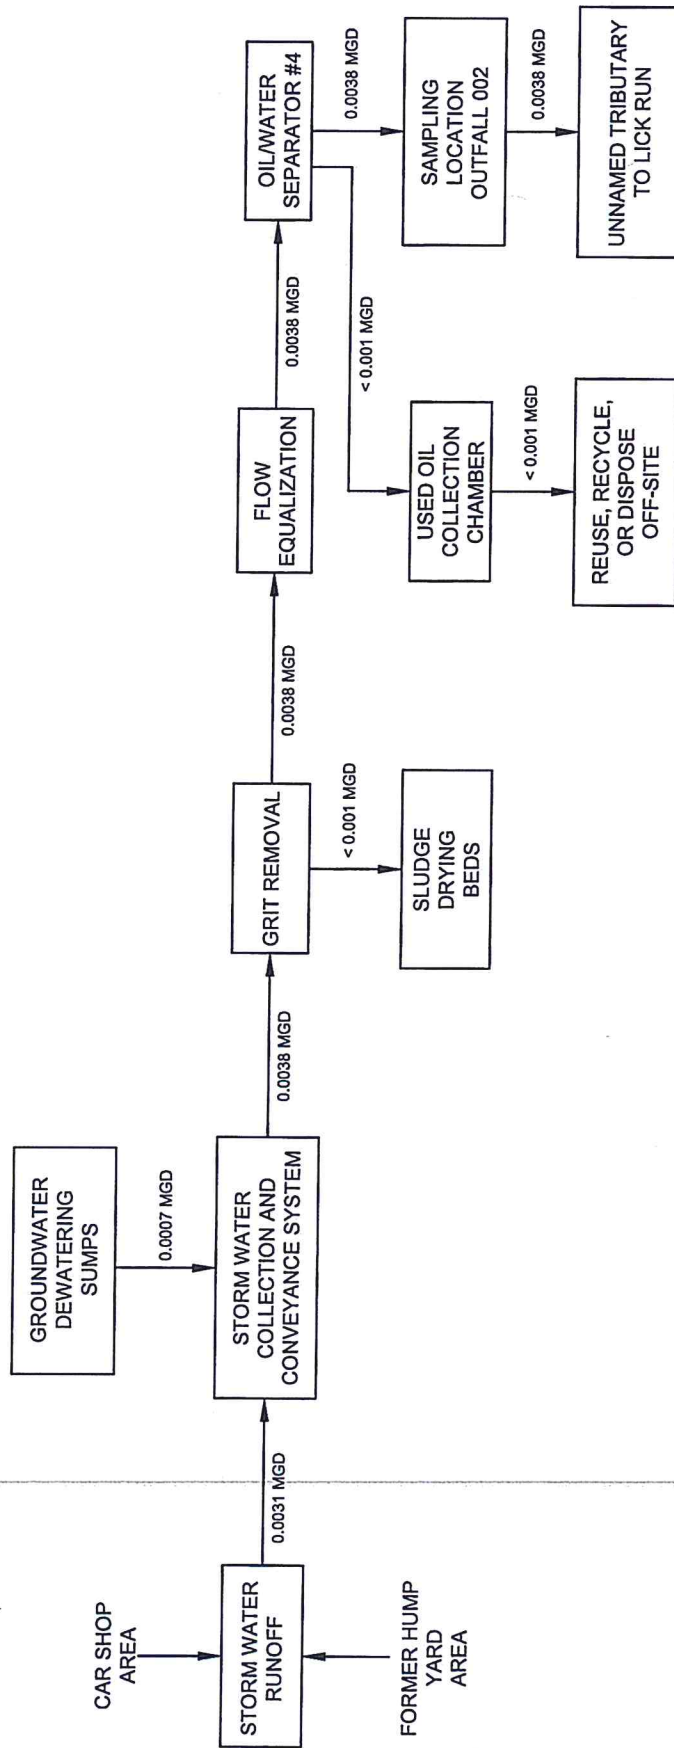 CAR SHOP
AREA
STORM WATER
RUNOFF
FORMER HUMP
YARD
AREA
0.0031 MGD
GROUNDWATER
DEWATERING
SUMPS
0.0007 MGD
STORM WATER
COLLECTION AND
CONVEYANCE SYSTEM
0.0038 MGD
GRIT REMOVAL
< 0.001 MGD
SLUDGE
DRYING
BEDS
0.0038 MGD
FLOW
EQUALIZATION
0.0038 MGD
OIL/WATER
SEPARATOR #4
< 0.001 MGD
USED OIL
COLLECTION
CHAMBER
< 0.001 MGD
REUSE, RECYCLE,
OR DISPOSE
OFF-SITE
0.0038 MGD
SAMPLING
LOCATION
OUTFALL 002
0.0038 MGD
UNNAMED TRIBUTARY
TO LICK RUN